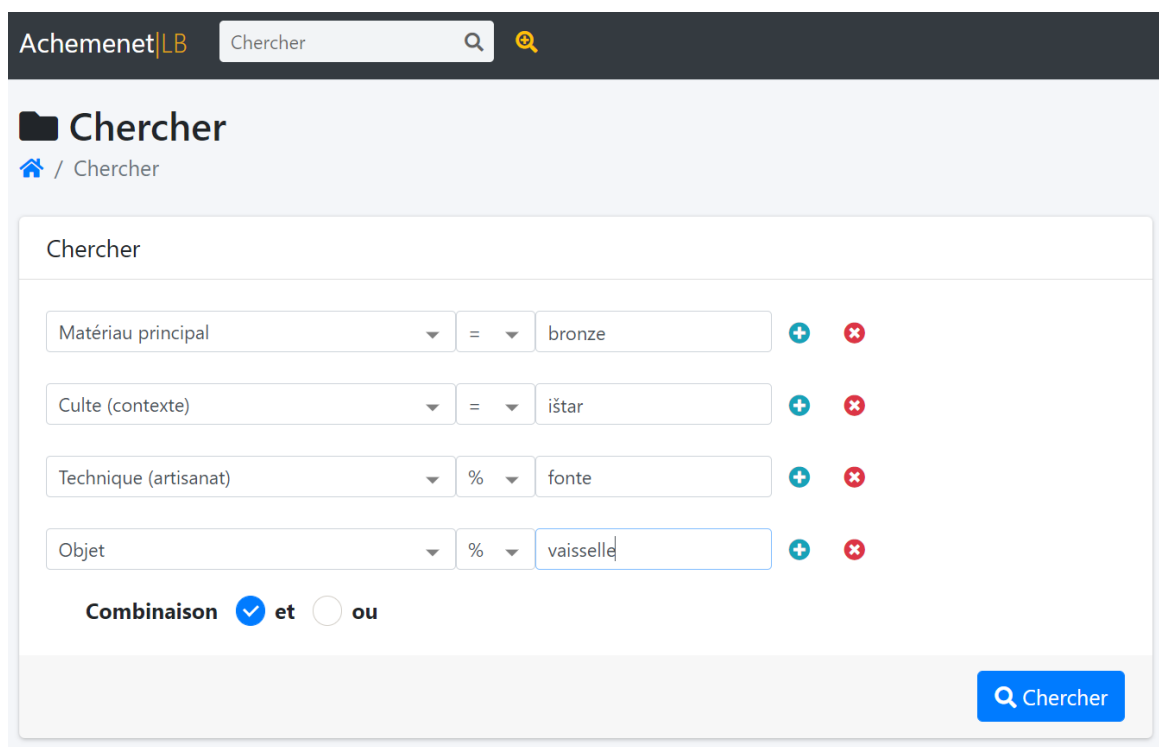 Achemenet|LB Chercher
Chercher
/ Chercher
Chercher
Matériau principal = bronze
Culte (contexte) = ištar
Technique (artisanat) % fonte
Objet % vaisselle
Combinaison et ou
Chercher